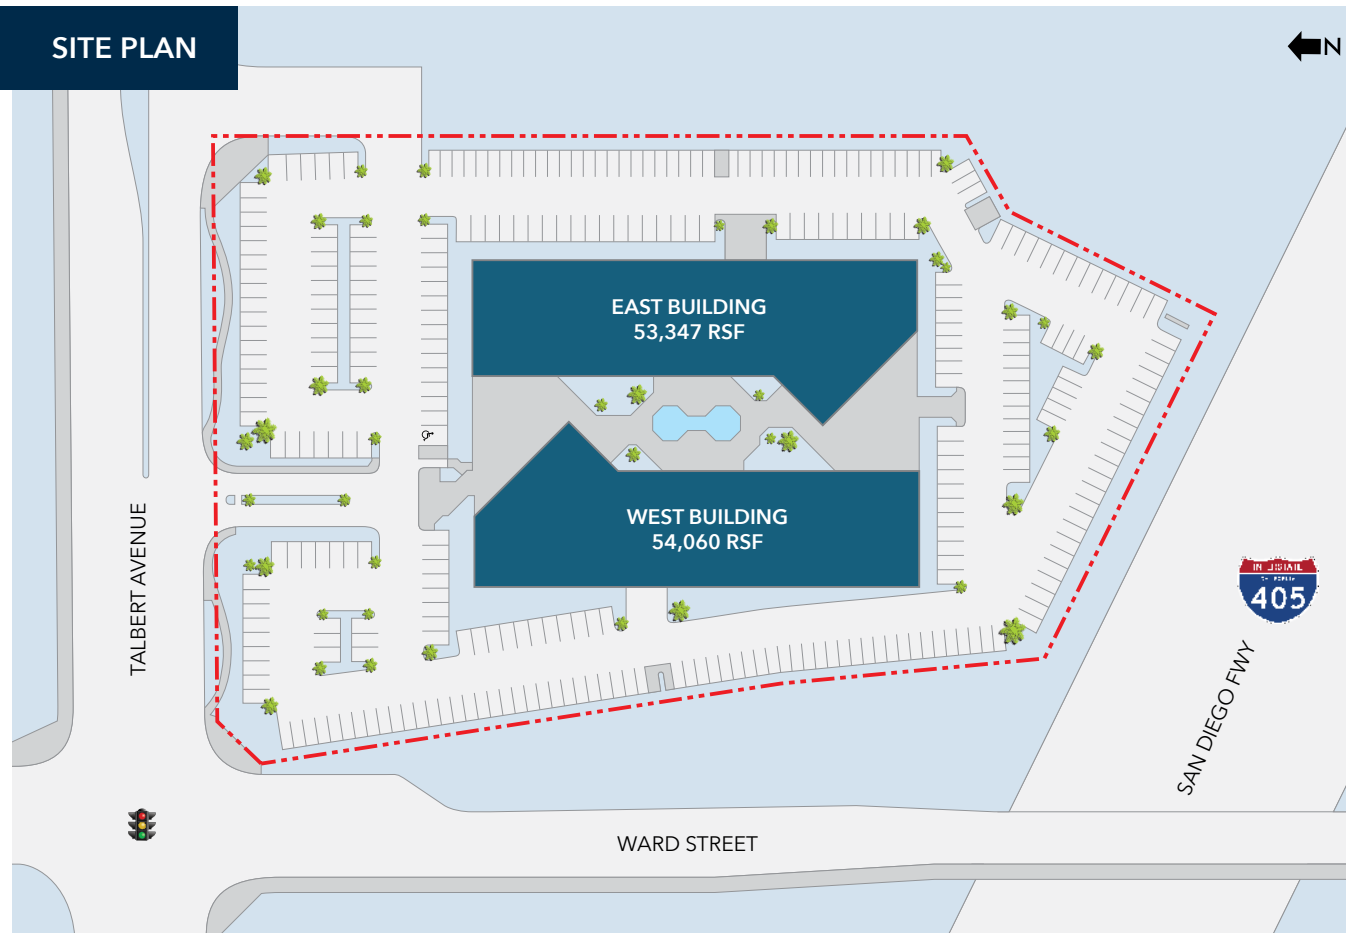 SITE PLAN
N
EAST BUILDING
53,347 RSF
WEST BUILDING
54,060 RSF
TALBERT AVENUE
405
SAN DIEGO FWY
WARD STREET